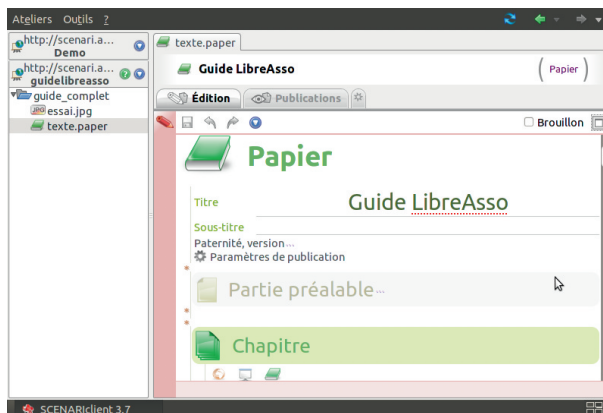 Ateliers Outils ?
http://scenari.a...
Demo
http://scenari.a...
guidelibreasso
guide_complet
essai.jpg
texte.paper
texte.paper
Guide LibreAsso
( Papier )
Édition Publications
Brouillon
Papier
Titre Guide LibreAsso
Sous-titre
Paternité, version...
Paramètres de publication
Partie préalable...
Chapitre
SCENARIclient 3.7